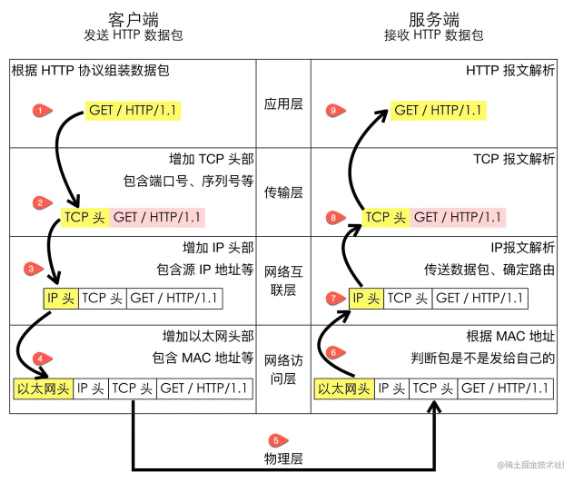 客户端
发送 HTTP 数据包
服务端
接收 HTTP 数据包
根据 HTTP 协议组装数据包
1
GET / HTTP/1.1
应用层
HTTP 报文解析
9
GET / HTTP/1.1
增加 TCP 头部
包含端口号、序列号等
2
TCP 头 GET / HTTP/1.1
传输层
TCP 报文解析
8
TCP 头 GET / HTTP/1.1
增加 IP 头部
包含源 IP 地址等
3
IP 头 TCP 头 GET / HTTP/1.1
网络互
联层
IP报文解析
传送数据包、确定路由
7
IP 头 TCP 头 GET / HTTP/1.1
增加以太网头部
包含 MAC 地址等
4
以太网头 IP 头 TCP 头 GET / HTTP/1.1
网络访
问层
根据 MAC 地址
判断包是不是发给自己的
6
以太网头 IP 头 TCP 头 GET / HTTP/1.1
5
物理层
@稀土掘金技术社